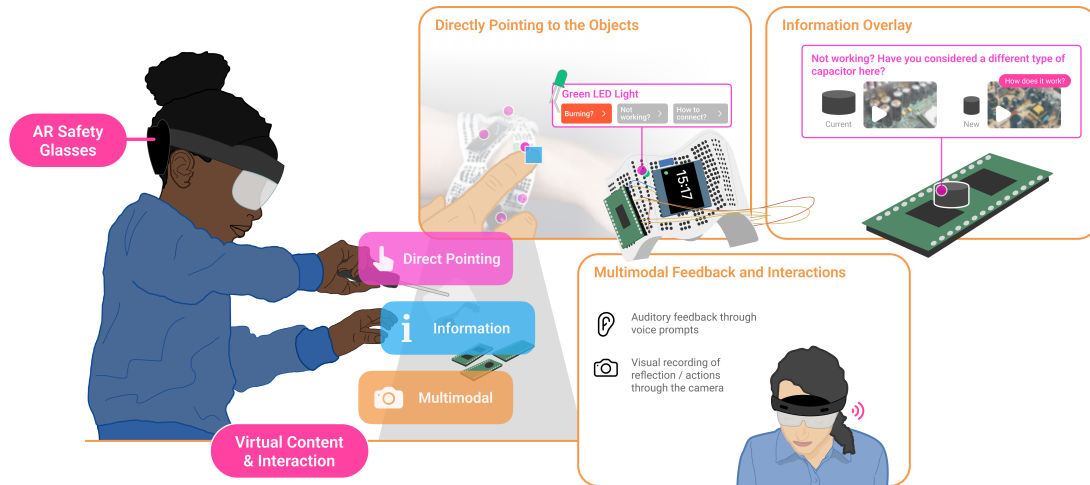 Directly Pointing to the Objects
Information Overlay
Not working? Have you considered a different type of
capacitor here?
How does it work?
Current
New
Green LED Light
Burning?
Not
working?
How to
connect?
15:17
AR Safety
Glasses
Direct Pointing
Information
Multimodal
Virtual Content
& Interaction
Multimodal Feedback and Interactions
Auditory feedback through
voice prompts
Visual recording of
reflection / actions
through the camera